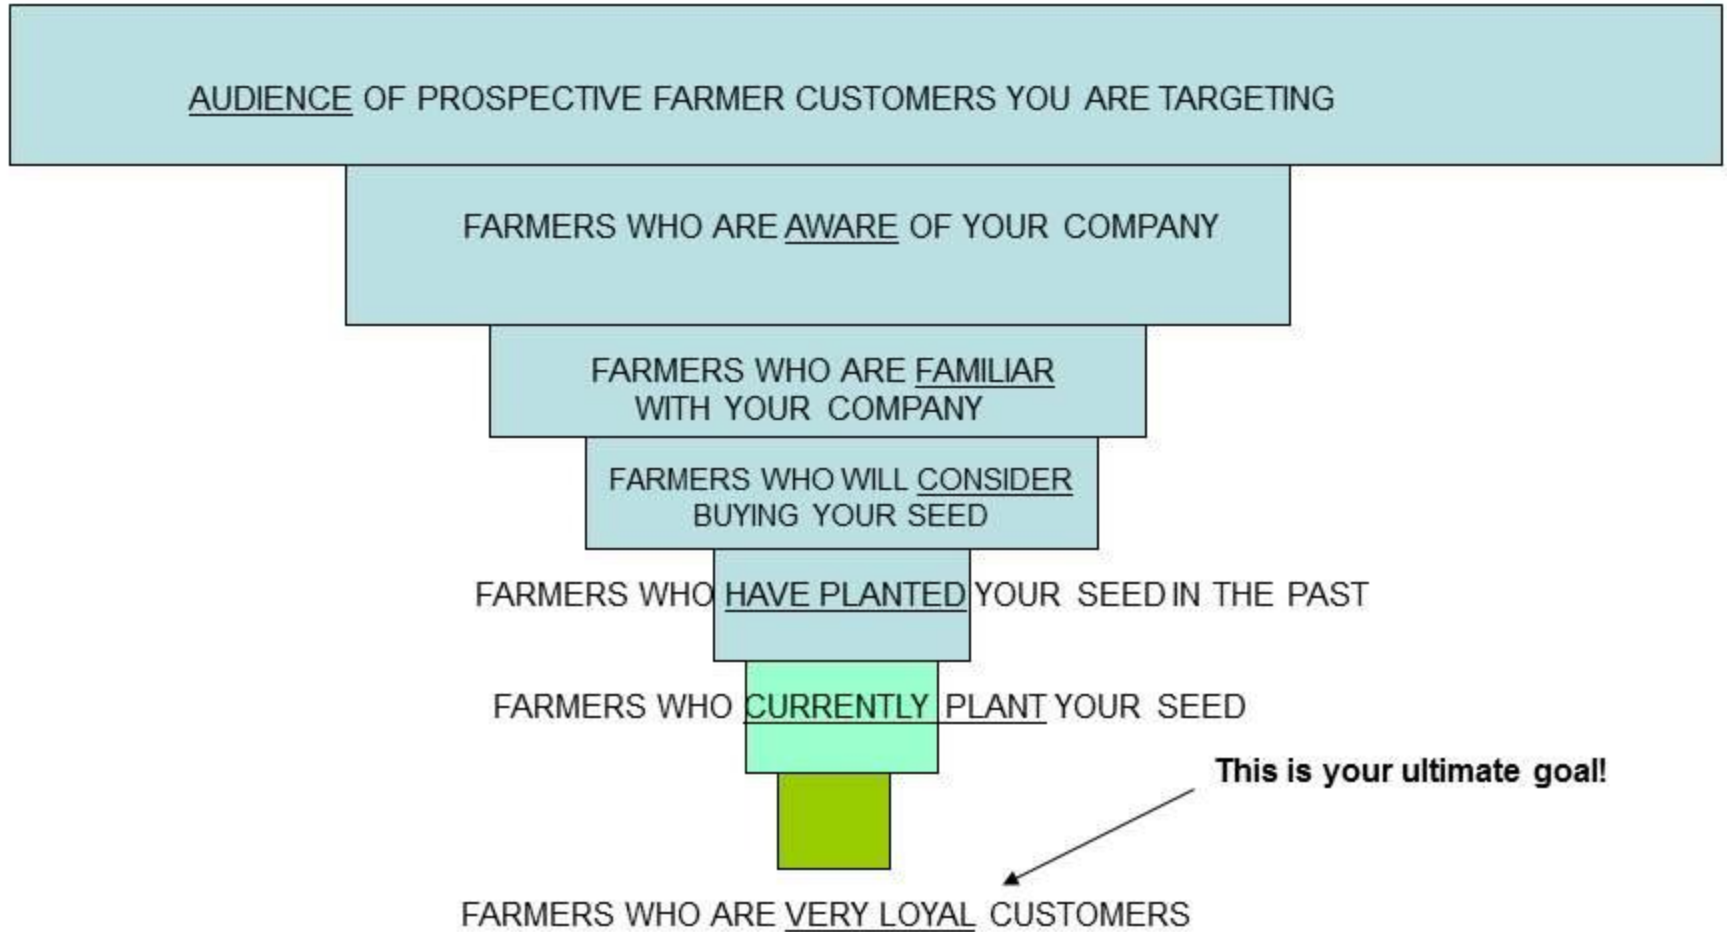 AUDIENCE OF PROSPECTIVE FARMER CUSTOMERS YOU ARE TARGETING
FARMERS WHO ARE AWARE OF YOUR COMPANY
FARMERS WHO ARE FAMILIAR
WITH YOUR COMPANY
FARMERS WHO WILL CONSIDER
BUYING YOUR SEED
FARMERS WHO HAVE PLANTED YOUR SEED IN THE PAST
FARMERS WHO CURRENTLY PLANT YOUR SEED
This is your ultimate goal!
FARMERS WHO ARE VERY LOYAL CUSTOMERS